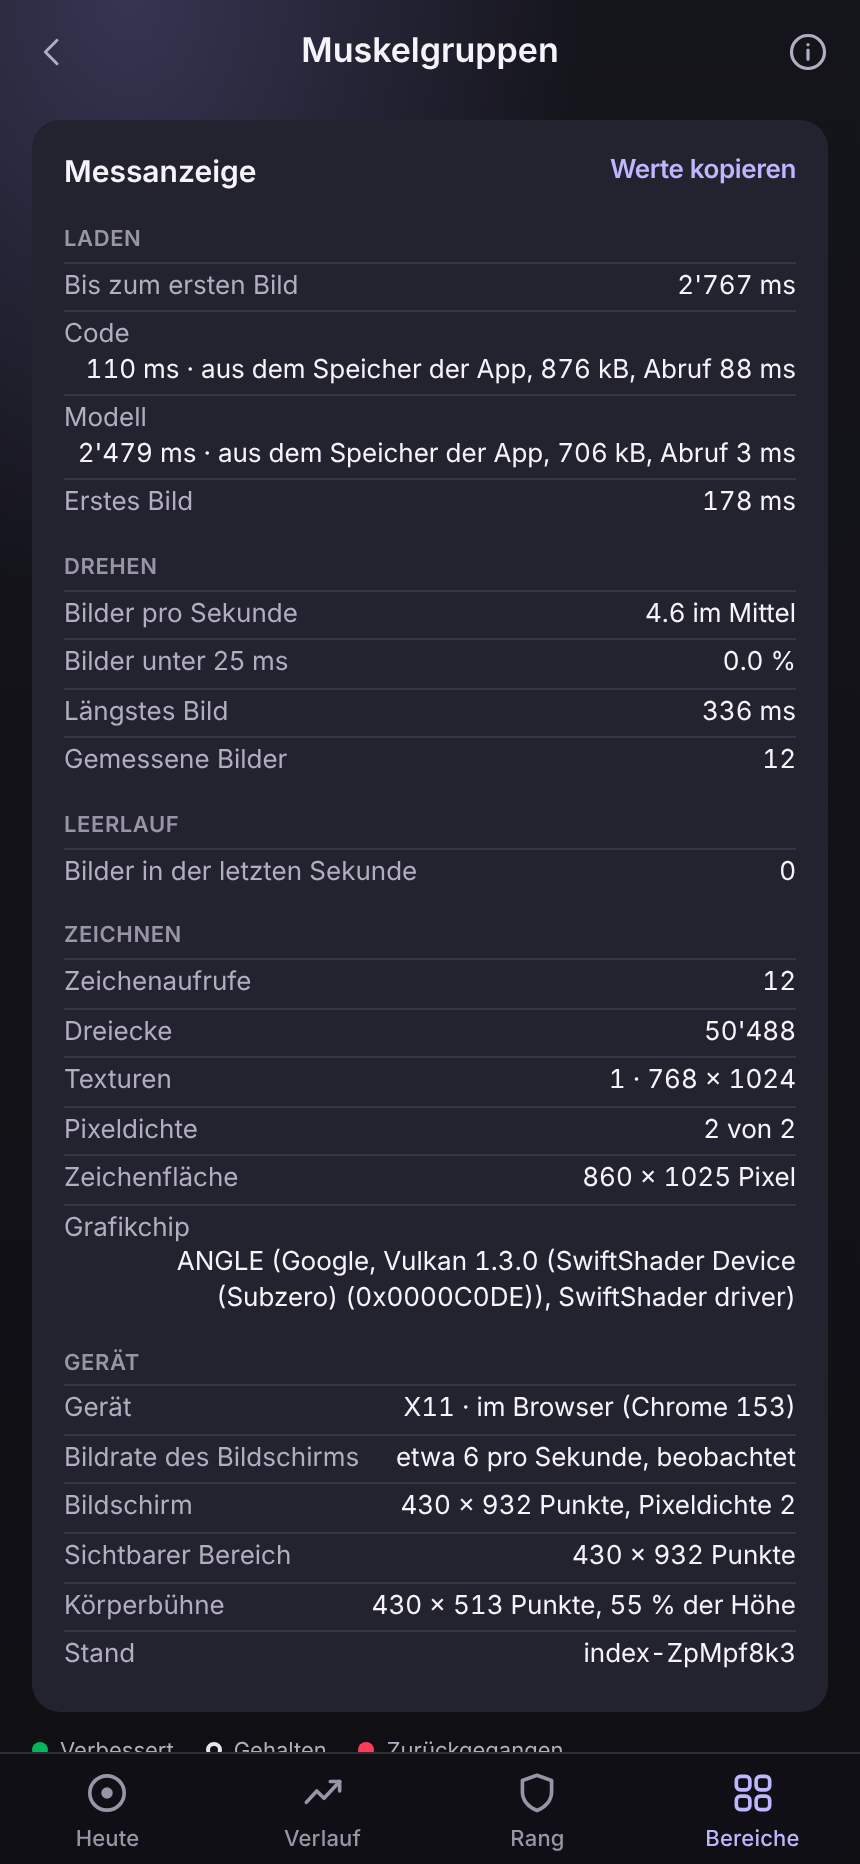 Muskelgruppen
Messanzeige
Werte kopieren
LADEN
Bis zum ersten Bild 2'767 ms
Code
110 ms · aus dem Speicher der App, 876 kB, Abruf 88 ms
Modell
2'479 ms · aus dem Speicher der App, 706 kB, Abruf 3 ms
Erstes Bild 178 ms
DREHEN
Bilder pro Sekunde 4.6 im Mittel
Bilder unter 25 ms 0.0 %
Längstes Bild 336 ms
Gemessene Bilder 12
LEERLAUF
Bilder in der letzten Sekunde 0
ZEICHNEN
Zeichenaufrufe 12
Dreiecke 50'488
Texturen 1 · 768 × 1024
Pixeldichte 2 von 2
Zeichenfläche 860 × 1025 Pixel
Grafikchip
ANGLE (Google, Vulkan 1.3.0 (SwiftShader Device
(Subzero) (0x0000C0DE)), SwiftShader driver)
GERÄT
Gerät X11 · im Browser (Chrome 153)
Bildrate des Bildschirms etwa 6 pro Sekunde, beobachtet
Bildschirm 430 × 932 Punkte, Pixeldichte 2
Sichtbarer Bereich 430 × 932 Punkte
Körperbühne 430 × 513 Punkte, 55 % der Höhe
Stand index-ZpMpf8k3
Verbessert Gehalten Zurückgegangen
Heute Verlauf Rang Bereiche